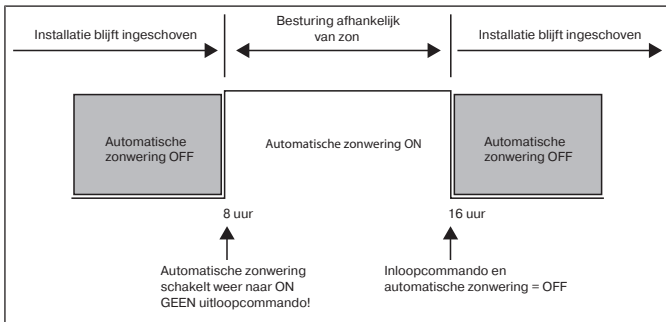 Installatie blijft ingeschoven
Besturing afhankelijk
van zon
Installatie blijft ingeschoven
Automatische
zonwering OFF
Automatische zonwering ON
Automatische
zonwering OFF
8 uur
16 uur
Automatische zonwering
schakelt weer naar ON
GEEN uitloopcommando!
Inloopcommando en
automatische zonwering = OFF